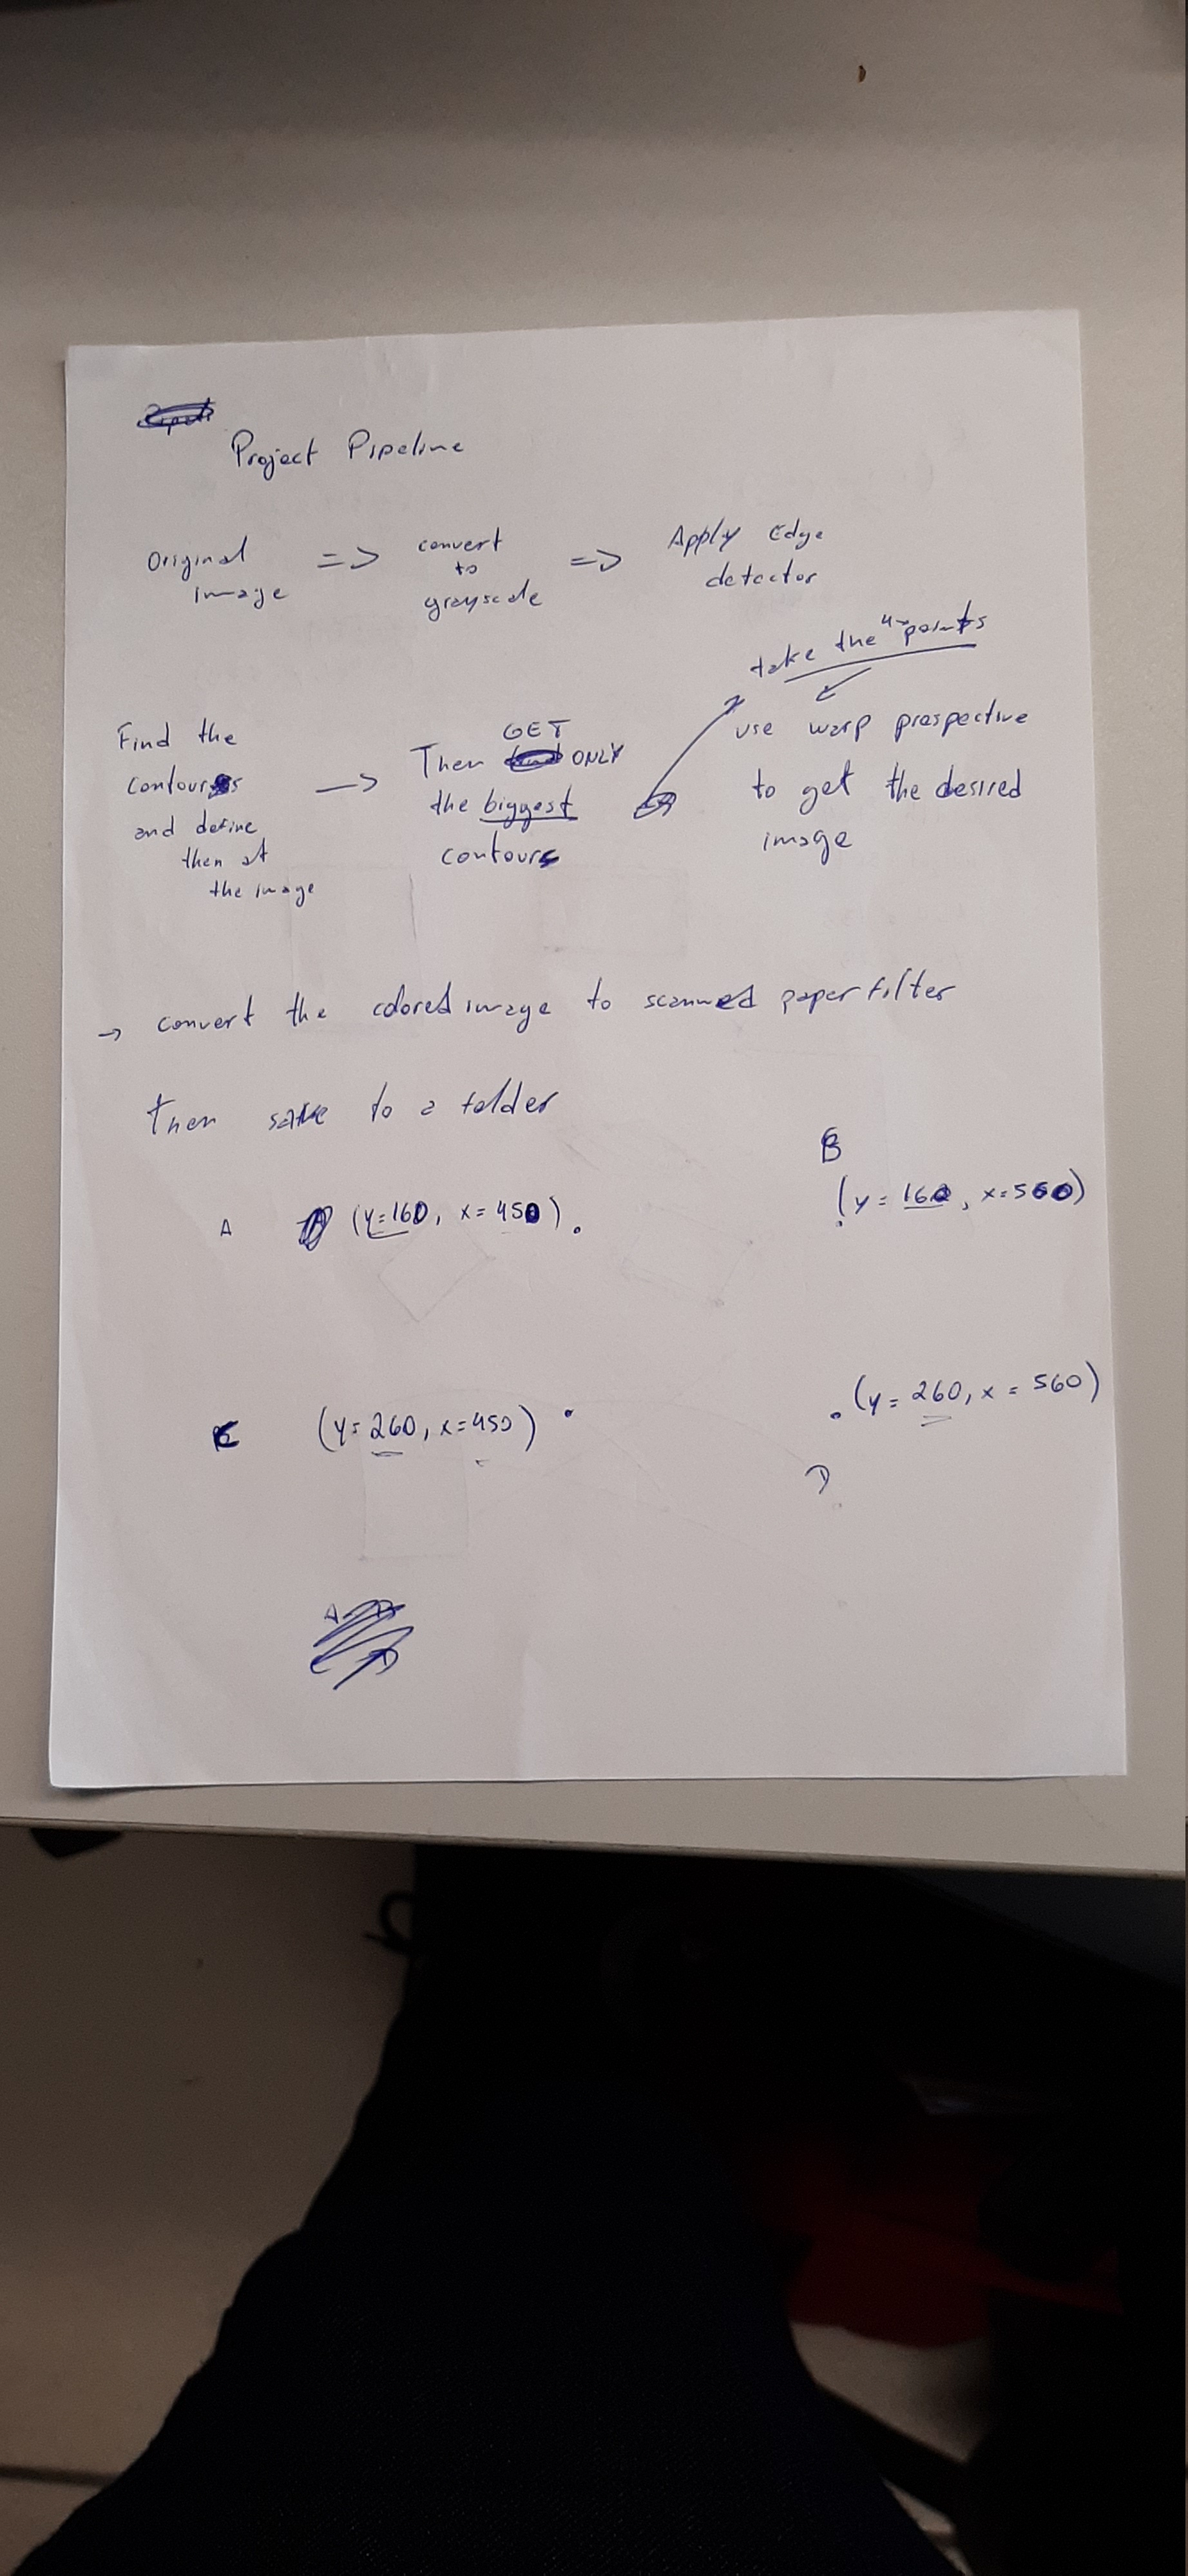 Project Pipeline
Original => convert => Apply Edge
image to detector
grayscale
take the 4 points
Find the -> Then GET ONLY use warp prespective
contours the biggest to get the desired
and define contours image
then at
the image
-> convert the colored image to scanned paper filter
then save to a folder
B
A (y=160, x=450) (y=160, x=560)
C (y=260, x=450) (y=260, x=560)
D